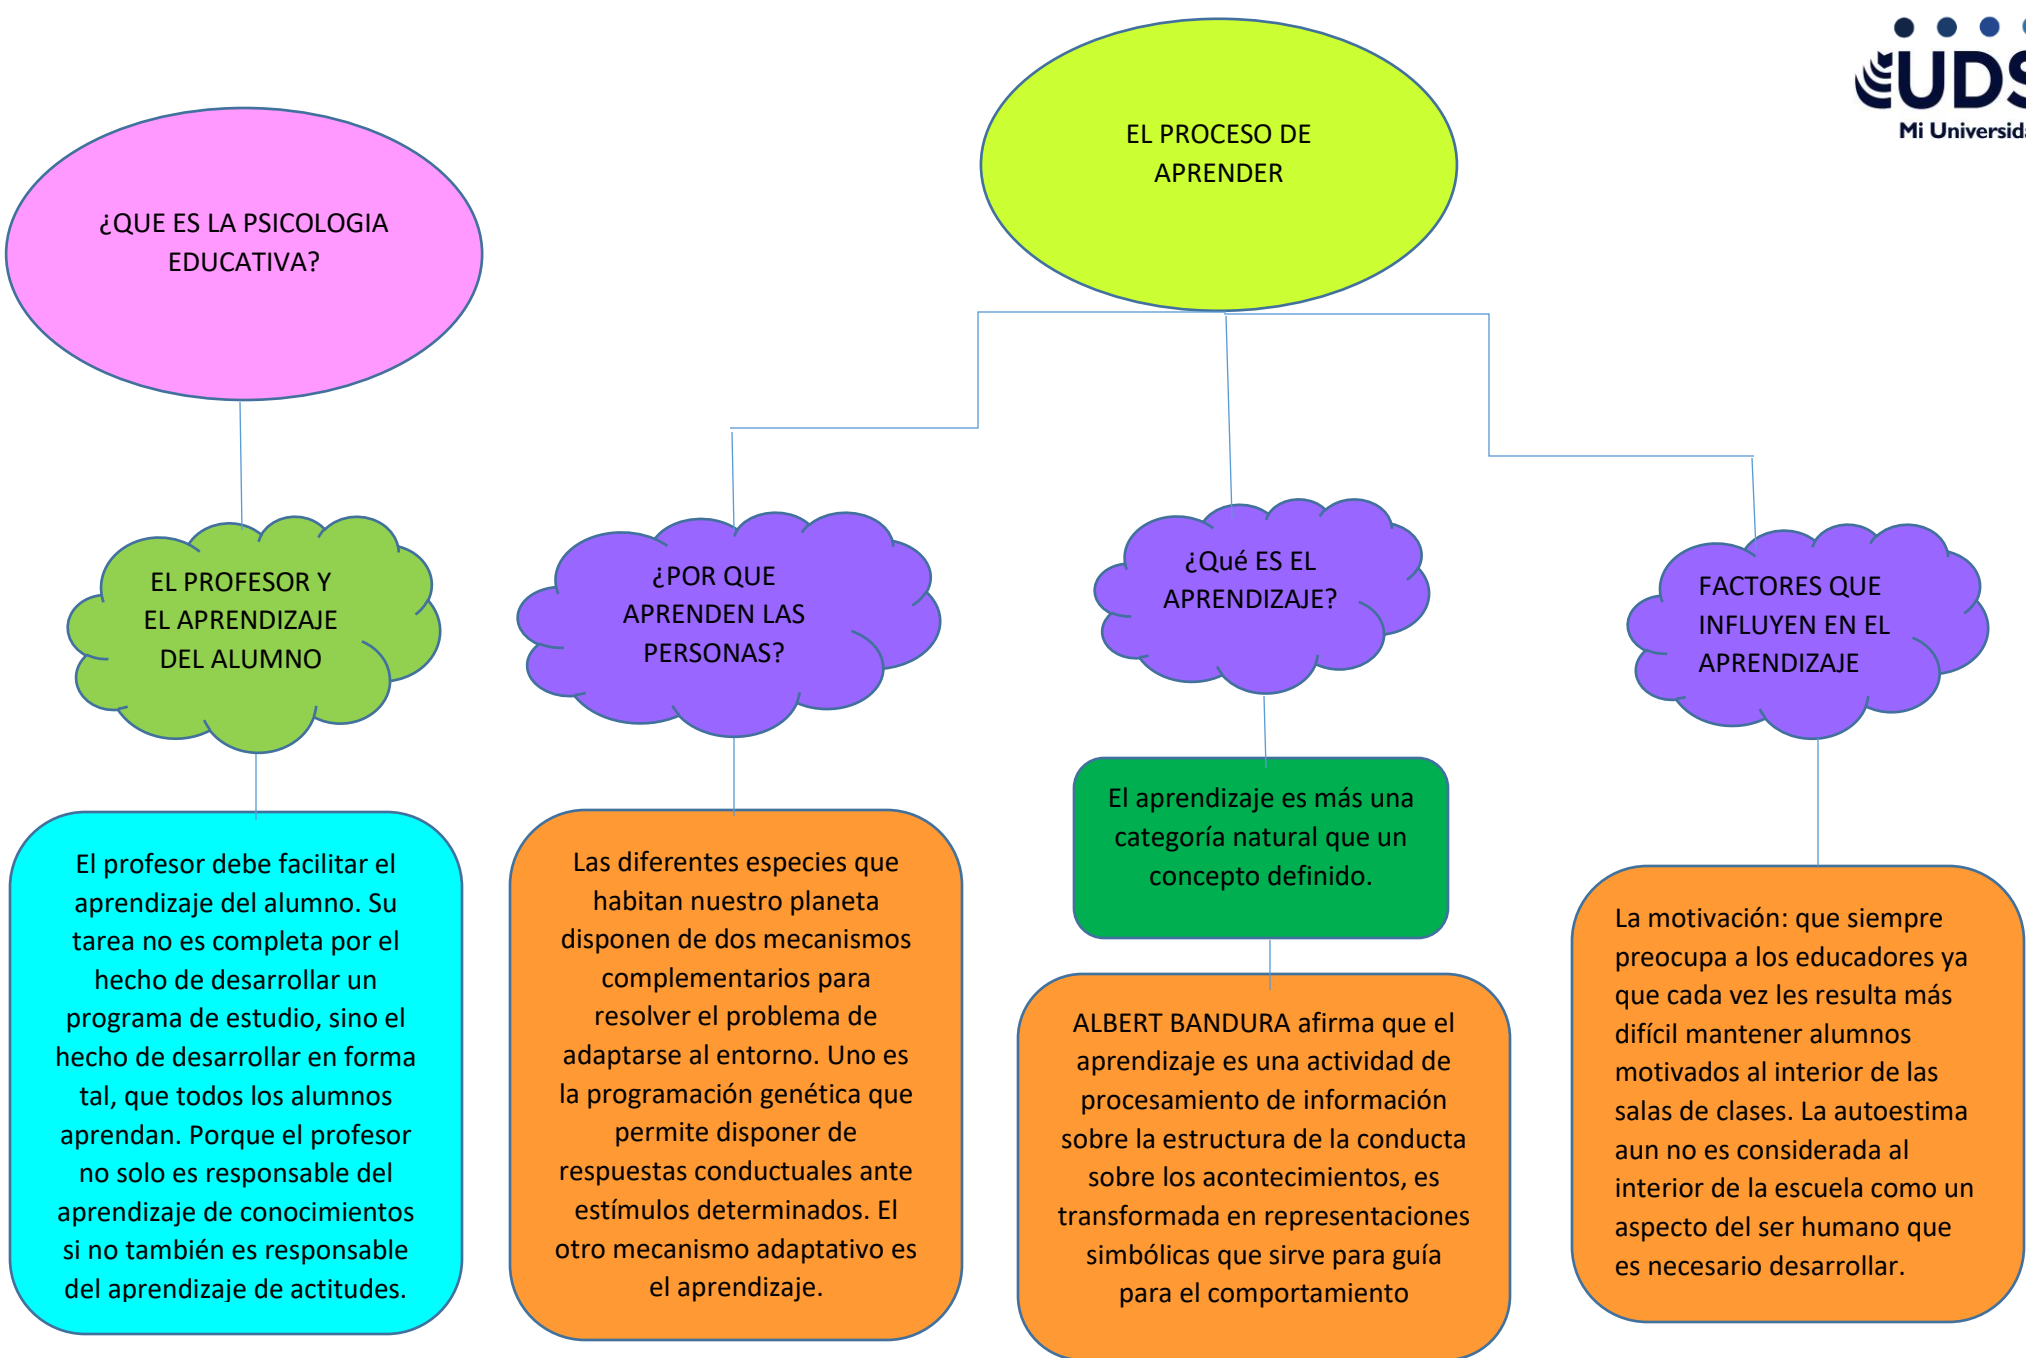 UDS
Mi Universida
EL PROCESO DE
APRENDER
¿QUE ES LA PSICOLOGIA
EDUCATIVA?
EL PROFESOR Y
EL APRENDIZAJE
DEL ALUMNO
¿POR QUE
APRENDEN LAS
PERSONAS?
¿Qué ES EL
APRENDIZAJE?
FACTORES QUE
INFLUYEN EN EL
APRENDIZAJE
El profesor debe facilitar el
aprendizaje del alumno. Su
tarea no es completa por el
hecho de desarrollar un
programa de estudio, sino el
hecho de desarrollar en forma
tal, que todos los alumnos
aprendan. Porque el profesor
no solo es responsable del
aprendizaje de conocimientos
si no también es responsable
del aprendizaje de actitudes.
Las diferentes especies que
habitan nuestro planeta
disponen de dos mecanismos
complementarios para
resolver el problema de
adaptarse al entorno. Uno es
la programación genética que
permite disponer de
respuestas conductuales ante
estímulos determinados. El
otro mecanismo adaptativo es
el aprendizaje.
El aprendizaje es más una
categoría natural que un
concepto definido.
ALBERT BANDURA afirma que el
aprendizaje es una actividad de
procesamiento de información
sobre la estructura de la conducta
sobre los acontecimientos, es
transformada en representaciones
simbólicas que sirve para guía
para el comportamiento
La motivación: que siempre
preocupa a los educadores ya
que cada vez les resulta más
difícil mantener alumnos
motivados al interior de las
salas de clases. La autoestima
aun no es considerada al
interior de la escuela como un
aspecto del ser humano que
es necesario desarrollar.